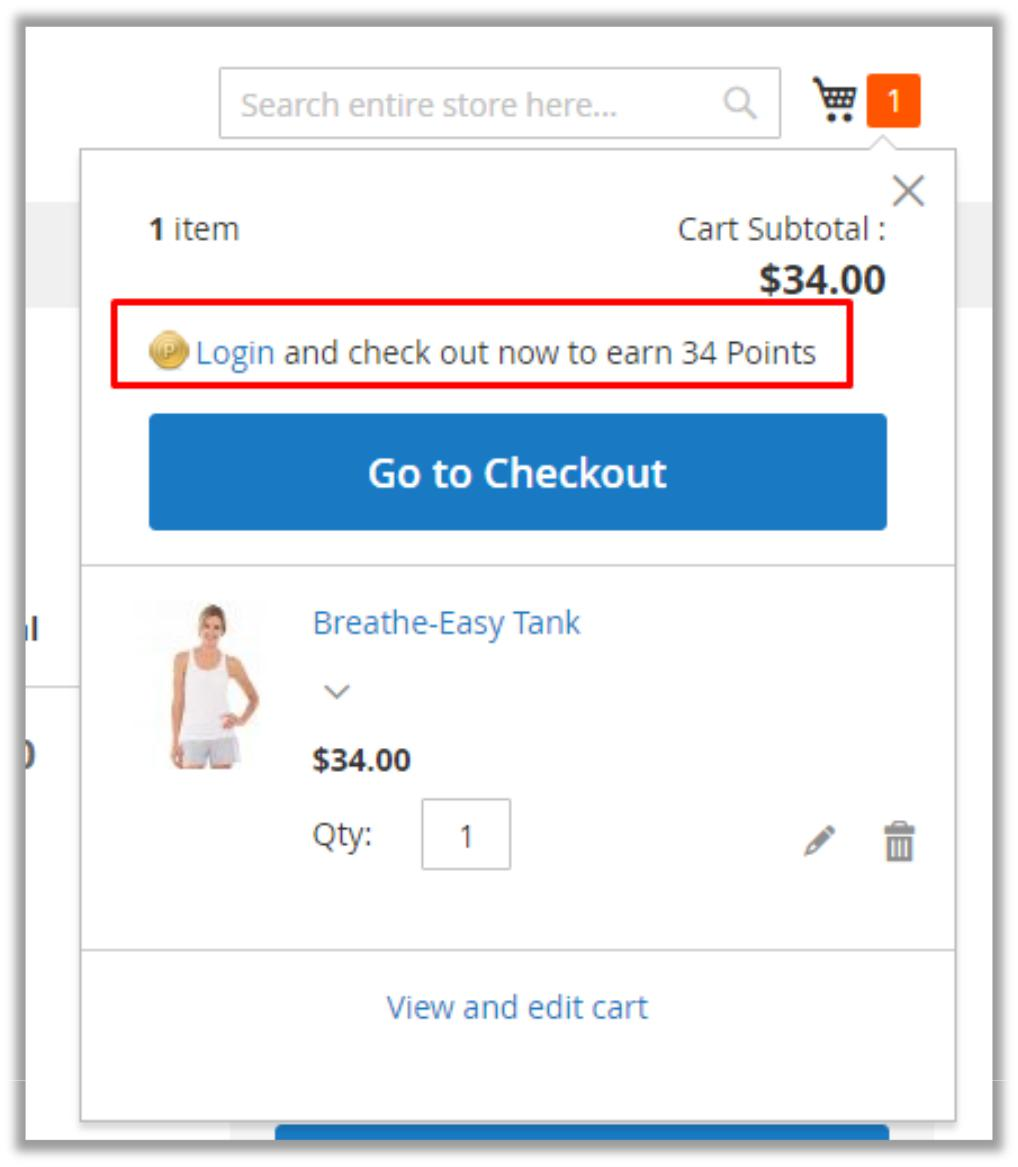 Search entire store here...
1
1 item
Cart Subtotal :
$34.00
P Login and check out now to earn 34 Points
Go to Checkout
l
Breathe-Easy Tank
$34.00
Qty: 1
View and edit cart